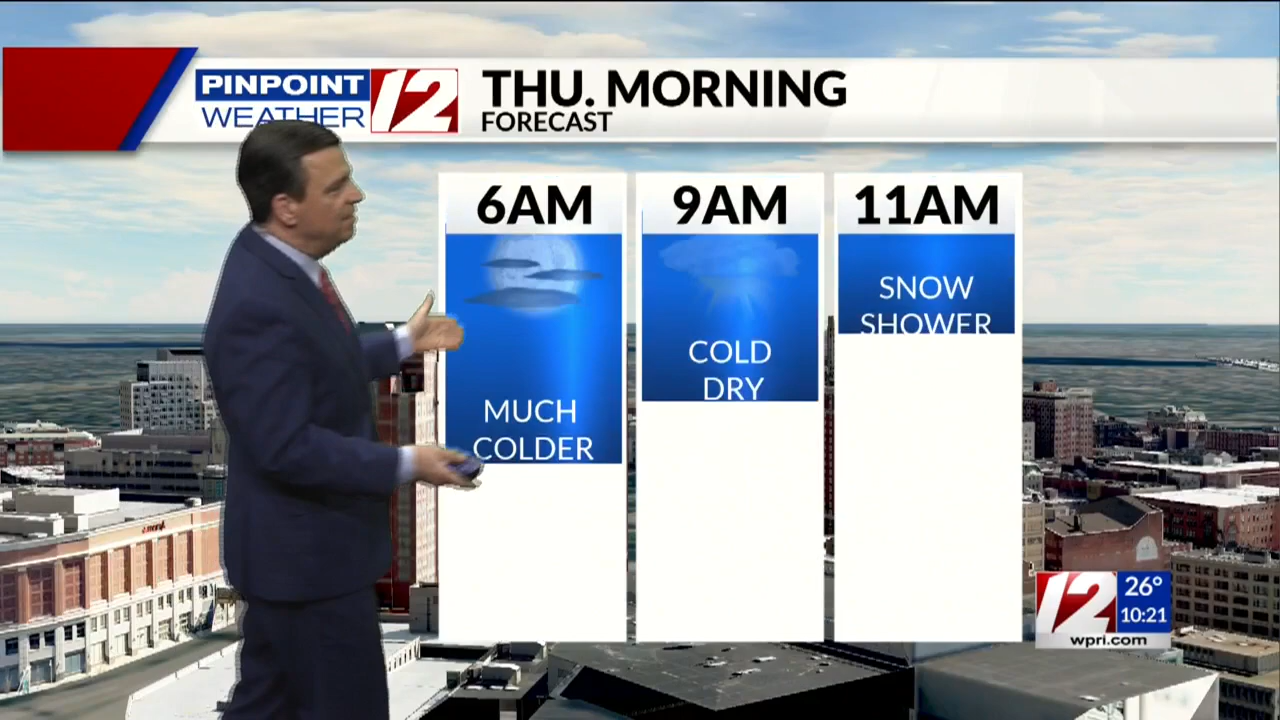 PINPOINT
WEATHER
12
THU. MORNING
FORECAST
6AM
9AM
11AM
MUCH
COLDER
COLD
DRY
SNOW
SHOWER
12
26°
10:21
wpri.com